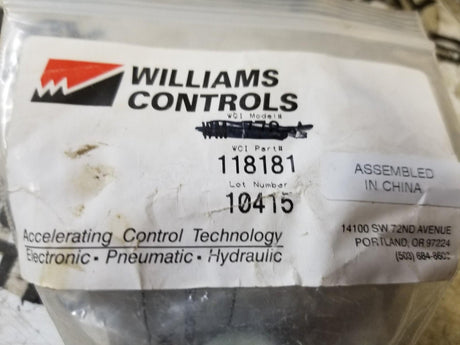 WILLIAMS
CONTROLS
WCI Model#
WCI Part#
118181
Lot Number
10415
ASSEMBLED
IN CHINA
Accelerating Control Technology
Electronic • Pneumatic • Hydraulic
14100 SW 72ND AVENUE
PORTLAND, OR 97224
(503)